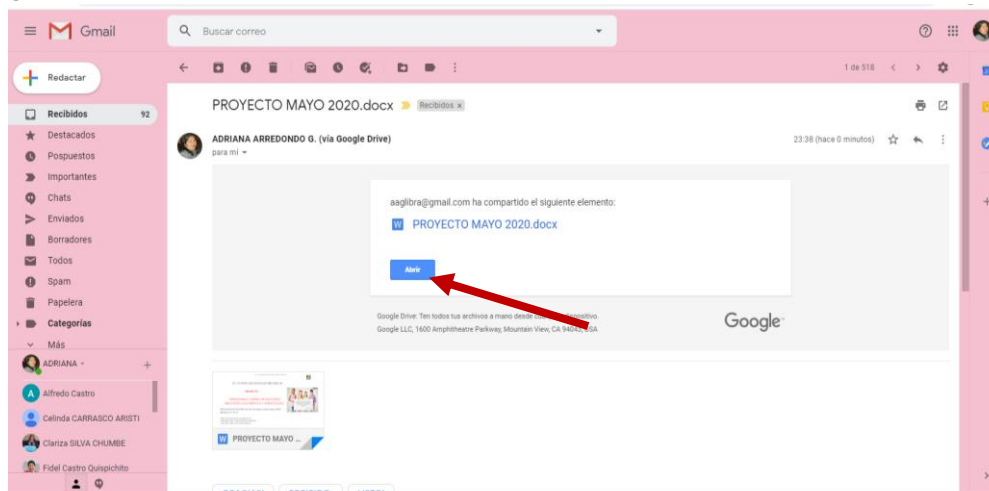 Gmail
Buscar correo
Redactar
1 de 518
PROYECTO MAYO 2020.docx
Recibidos x
Recibidos 92
Destacados
Pospuestos
Importantes
Chats
Enviados
Borradores
Todos
Spam
Papelera
Categorías
Más
ADRIANA
Alfredo Castro
Celinda CARRASCO ARISTI
Clariza SILVA CHUMBE
Fidel Castro Quispichito
ADRIANA ARREDONDO G. (vía Google Drive)
23:38 (hace 0 minutos)
para mí
aaglibra@gmail.com ha compartido el siguiente elemento:
W PROYECTO MAYO 2020.docx
Abrir
Google Drive: Ten todos tus archivos a mano desde
Google LLC, 1600 Amphitheatre Parkway, Mountain View, CA 94043, USA
Google
W PROYECTO MAYO ...